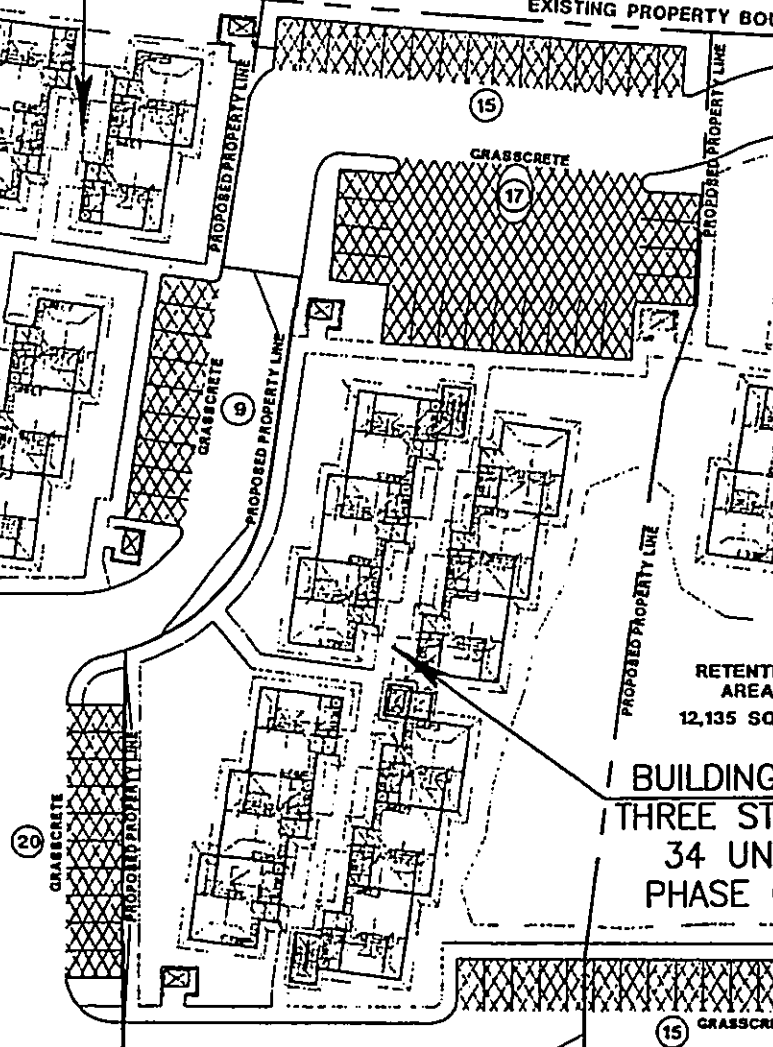 EXISTING PROPERTY BOU
PROPOSED PROPERTY LINE
PROPOSED PROPERTY LINE
15
GRASSCRETE
17
GRASSCRETE
9
PROPOSED PROPERTY LINE
PROPOSED PROPERTY LINE
RETENTI
AREA
12,135 SQ
BUILDING
THREE ST
34 UN
PHASE
20
GRASSCRETE
PROPOSED PROPERTY LINE
15
GRASSCRE